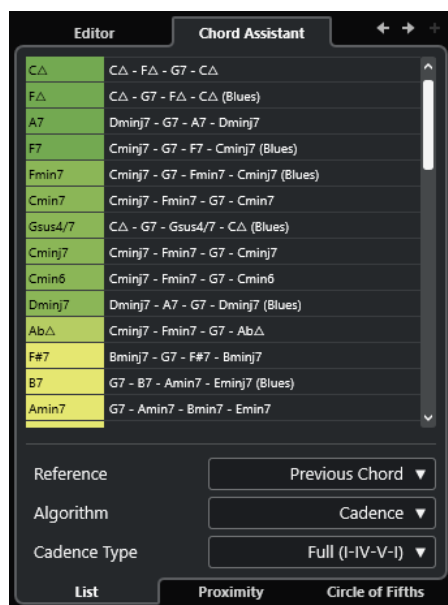 Editor Chord Assistant
C△ C△ - F△ - G7 - C△
F△ C△ - G7 - F△ - C△ (Blues)
A7 Dminj7 - G7 - A7 - Dminj7
F7 Cminj7 - G7 - F7 - Cminj7 (Blues)
Fmin7 Cminj7 - G7 - Fmin7 - Cminj7 (Blues)
Cmin7 Cminj7 - Fmin7 - G7 - Cmin7
Gsus4/7 C△ - G7 - Gsus4/7 - C△ (Blues)
Cminj7 Cminj7 - Fmin7 - G7 - Cminj7
Cmin6 Cminj7 - Fmin7 - G7 - Cmin6
Dminj7 Dminj7 - A7 - G7 - Dminj7 (Blues)
Ab△ Cminj7 - Fmin7 - G7 - Ab△
F#7 Bminj7 - G7 - F#7 - Bminj7
B7 G7 - B7 - Amin7 - Eminj7 (Blues)
Amin7 G7 - Amin7 - Bmin7 - Emin7
Reference Previous Chord
Algorithm Cadence
Cadence Type Full (I-IV-V-I)
List Proximity Circle of Fifths